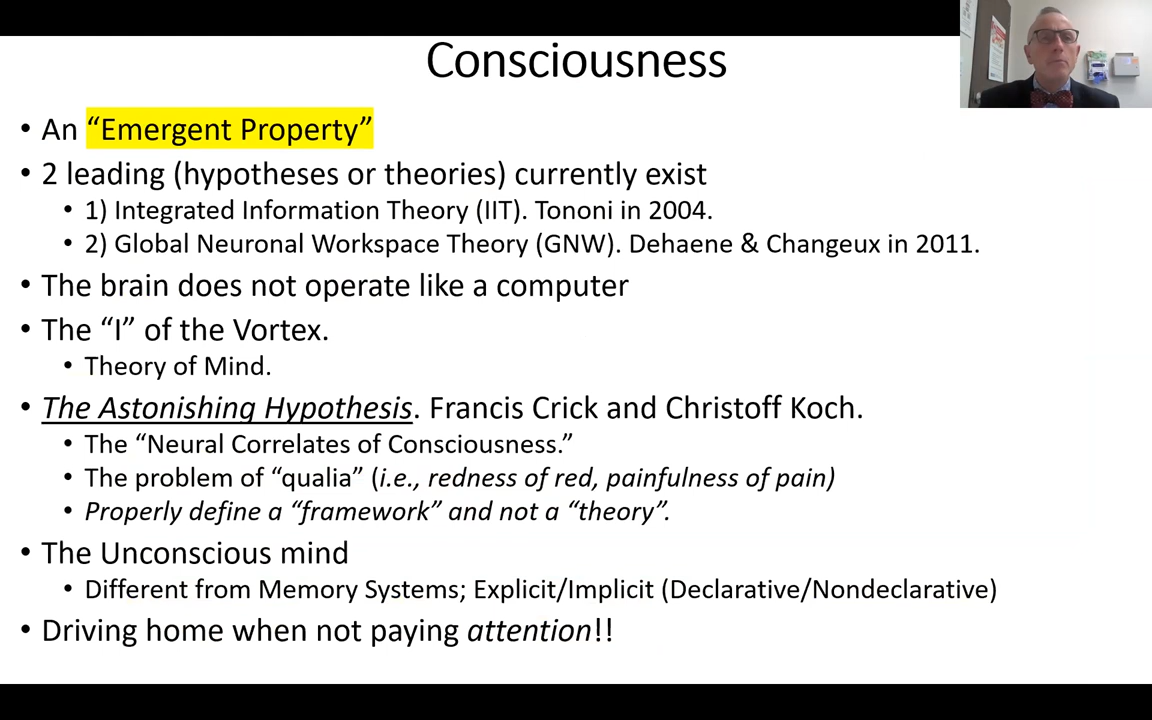 Consciousness
• An “Emergent Property”
• 2 leading (hypotheses or theories) currently exist
• 1) Integrated Information Theory (IIT). Tononi in 2004.
• 2) Global Neuronal Workspace Theory (GNW). Dehaene & Changeux in 2011.
• The brain does not operate like a computer
• The “I” of the Vortex.
• Theory of Mind.
• The Astonishing Hypothesis. Francis Crick and Christoff Koch.
• The “Neural Correlates of Consciousness.”
• The problem of “qualia” (i.e., redness of red, painfulness of pain)
• Properly define a “framework” and not a “theory”.
• The Unconscious mind
• Different from Memory Systems; Explicit/Implicit (Declarative/Nondeclarative)
• Driving home when not paying attention!!